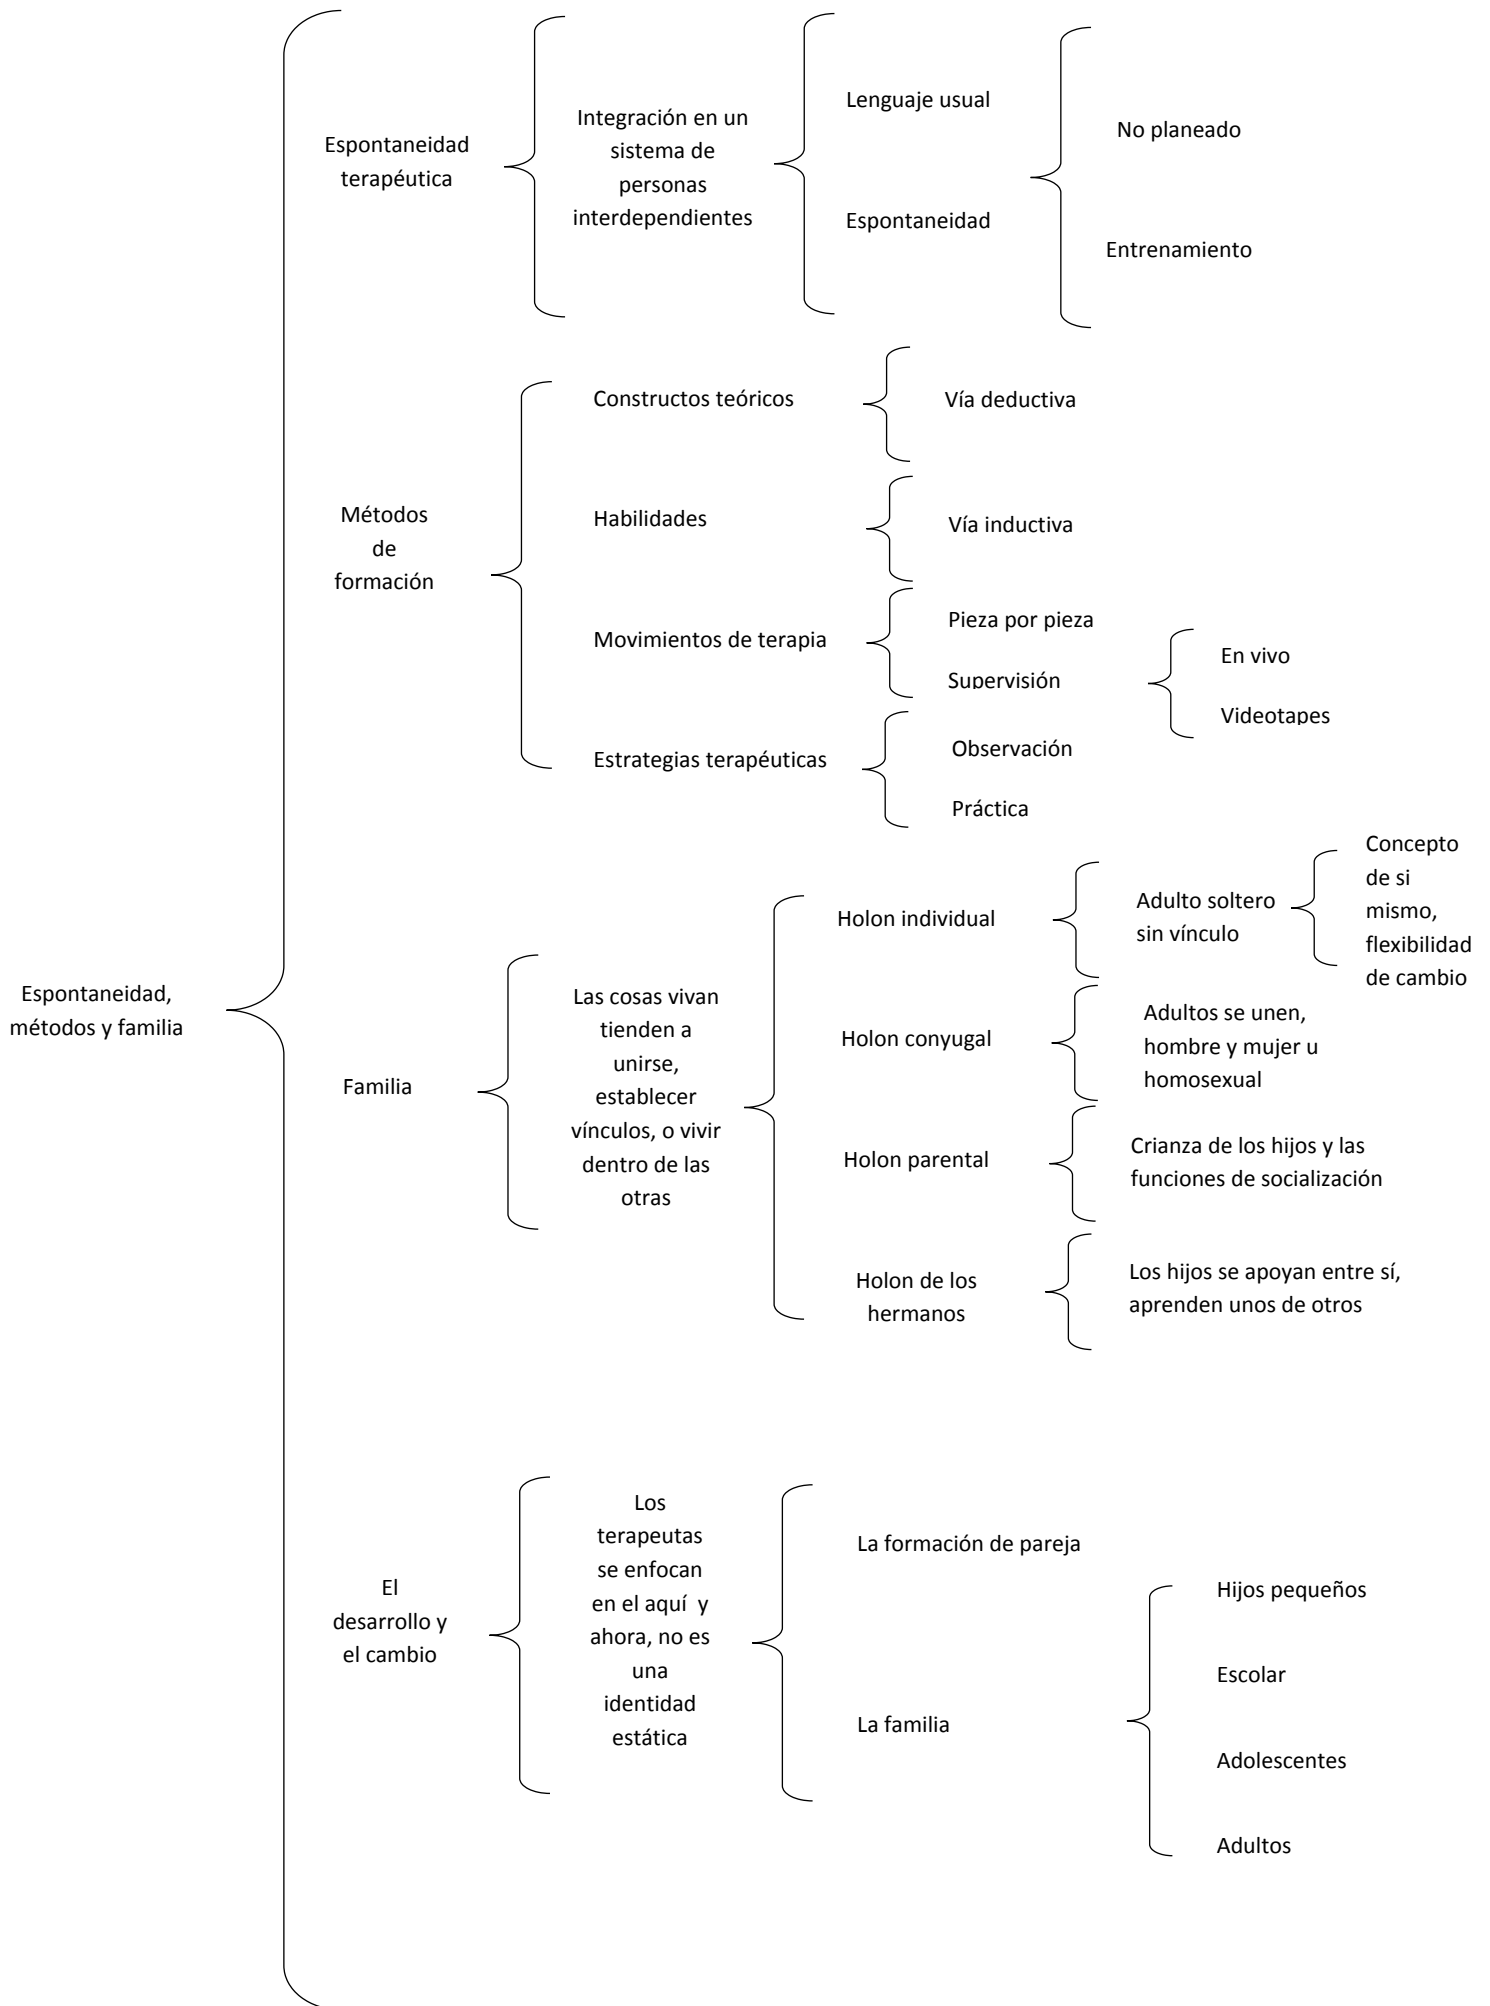 Espontaneidad,
métodos y familia
Espontaneidad
terapéutica
Integración en un
sistema de
personas
interdependientes
Lenguaje usual
Espontaneidad
No planeado
Entrenamiento
Métodos
de
formación
Constructos teóricos
Vía deductiva
Habilidades
Vía inductiva
Movimientos de terapia
Pieza por pieza
Supervisión
En vivo
Videotapes
Estrategias terapéuticas
Observación
Práctica
Familia
Las cosas vivan
tienden a
unirse,
establecer
vínculos, o vivir
dentro de las
otras
Holon individual
Adulto soltero
sin vínculo
Concepto
de si
mismo,
flexibilidad
de cambio
Holon conyugal
Adultos se unen,
hombre y mujer u
homosexual
Holon parental
Crianza de los hijos y las
funciones de socialización
Holon de los
hermanos
Los hijos se apoyan entre sí,
aprenden unos de otros
El
desarrollo y
el cambio
Los
terapeutas
se enfocan
en el aquí y
ahora, no es
una
identidad
estática
La formación de pareja
La familia
Hijos pequeños
Escolar
Adolescentes
Adultos